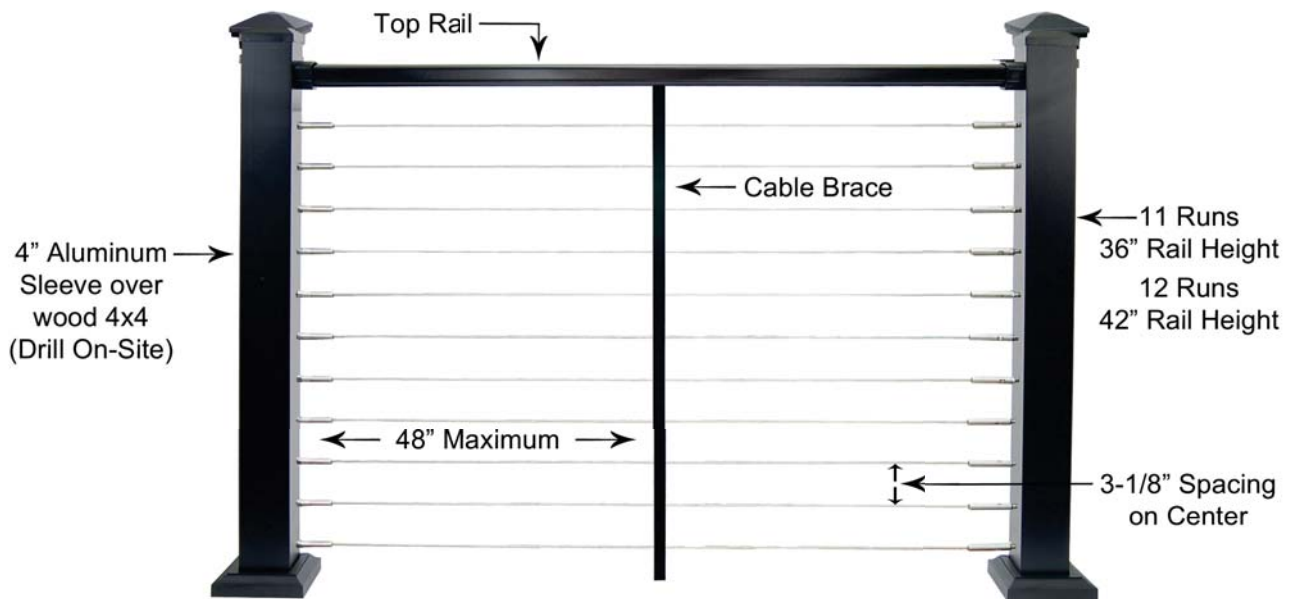 Top Rail
Cable Brace
4” Aluminum
Sleeve over
wood 4x4
(Drill On-Site)
11 Runs
36” Rail Height
12 Runs
42” Rail Height
48” Maximum
3-1/8” Spacing
on Center